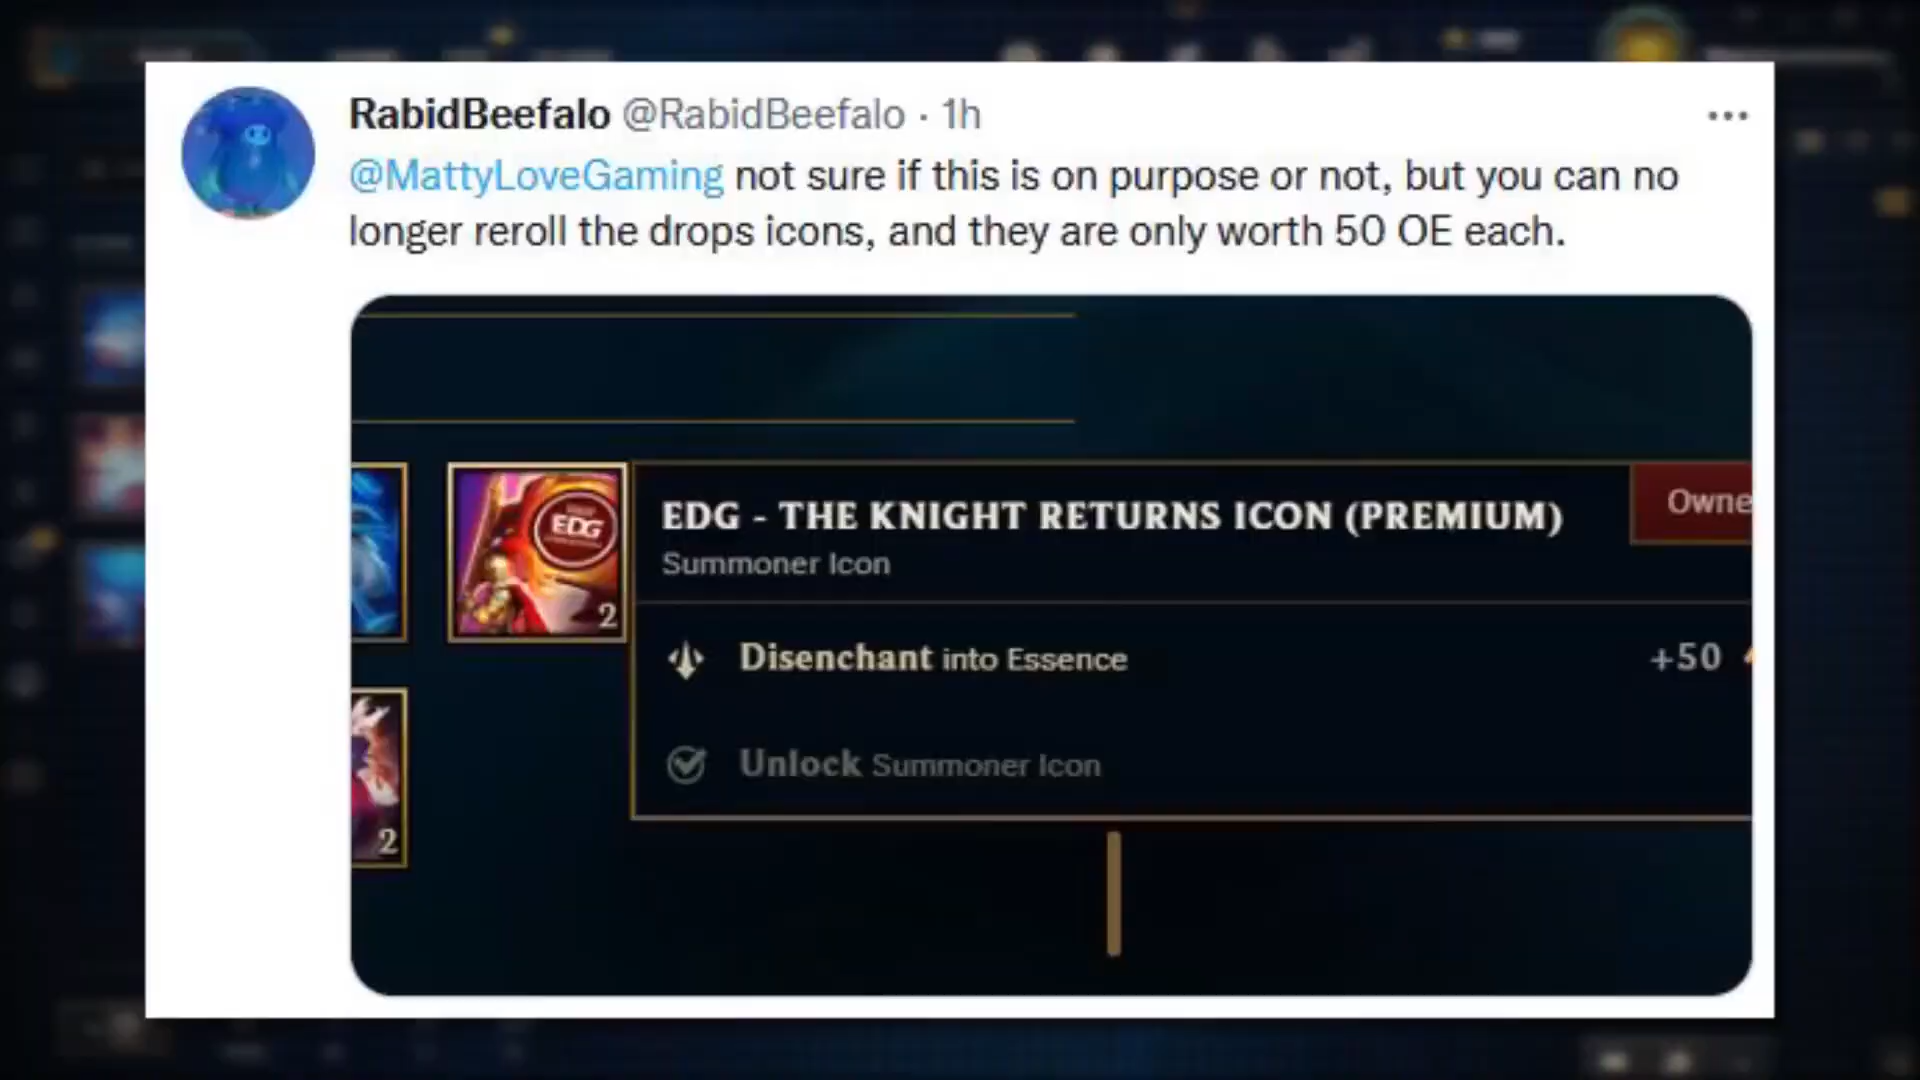 RabidBeefalo @RabidBeefalo · 1h
@MattyLoveGaming not sure if this is on purpose or not, but you can no
longer reroll the drops icons, and they are only worth 50 OE each.
EDG
2
EDG - THE KNIGHT RETURNS ICON (PREMIUM)
Owne
Summoner Icon
Disenchant into Essence
+50
Unlock Summoner Icon
2